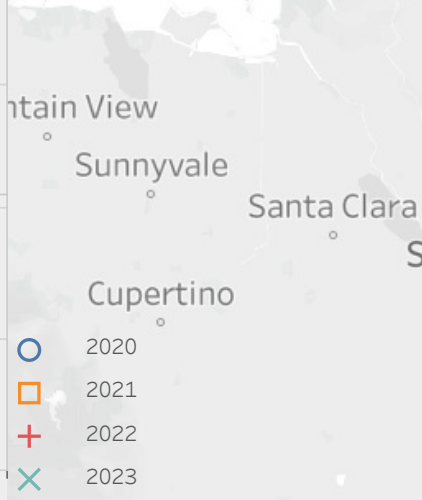 ntain View
Sunnyvale
Santa Clara
S
Cupertino
2020
2021
2022
2023